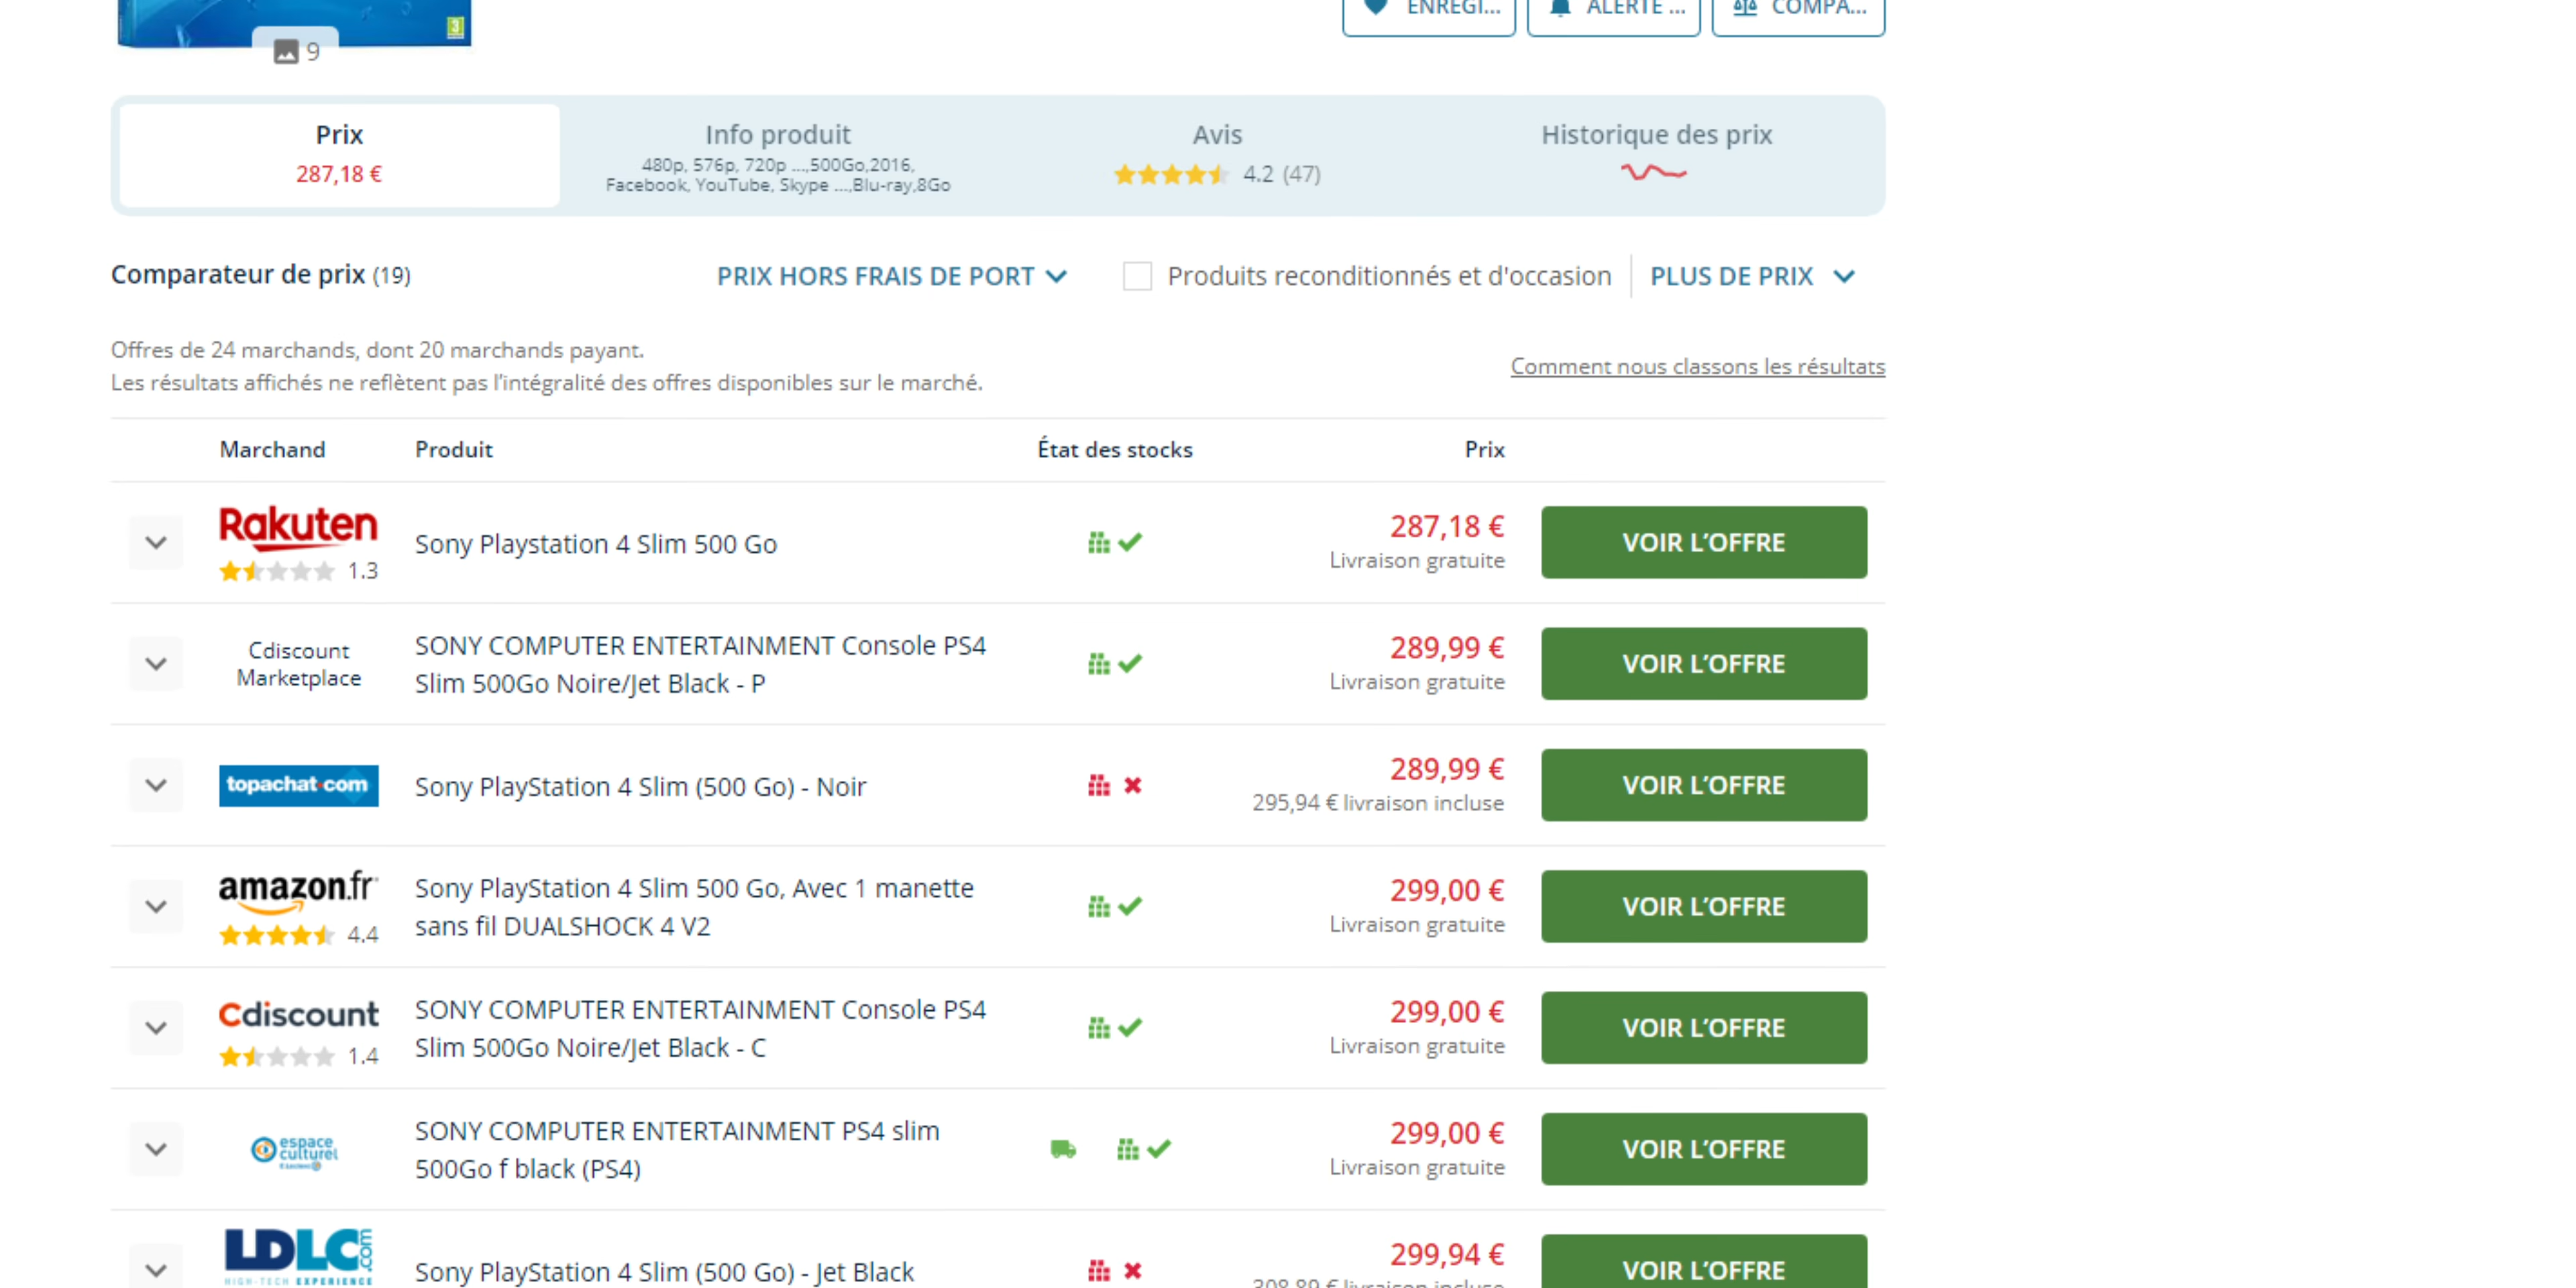 ENREGI...
ALERTE ...
COMPA...
3
9
Prix
287,18 €
Info produit
480p, 576p, 720p ...,500Go,2016,
Facebook, YouTube, Skype ...,Blu-ray,8Go
Avis
4.2 (47)
Historique des prix
Comparateur de prix (19)
PRIX HORS FRAIS DE PORT
Produits reconditionnés et d'occasion
PLUS DE PRIX
Offres de 24 marchands, dont 20 marchands payant.
Les résultats affichés ne reflètent pas l’intégralité des offres disponibles sur le marché.
Comment nous classons les résultats
Marchand
Produit
État des stocks
Prix
Rakuten
1.3
Sony Playstation 4 Slim 500 Go
287,18 €
Livraison gratuite
VOIR L’OFFRE
Cdiscount
Marketplace
SONY COMPUTER ENTERTAINMENT Console PS4
Slim 500Go Noire/Jet Black - P
289,99 €
Livraison gratuite
VOIR L’OFFRE
topachat.com
Sony PlayStation 4 Slim (500 Go) - Noir
289,99 €
295,94 € livraison incluse
VOIR L’OFFRE
amazon.fr
4.4
Sony PlayStation 4 Slim 500 Go, Avec 1 manette
sans fil DUALSHOCK 4 V2
299,00 €
Livraison gratuite
VOIR L’OFFRE
Cdiscount
1.4
SONY COMPUTER ENTERTAINMENT Console PS4
Slim 500Go Noire/Jet Black - C
299,00 €
Livraison gratuite
VOIR L’OFFRE
espace
culturel
E.Leclerc
SONY COMPUTER ENTERTAINMENT PS4 slim
500Go f black (PS4)
299,00 €
Livraison gratuite
VOIR L’OFFRE
LDLC.com
HIGH-TECH EXPERIENCE
Sony PlayStation 4 Slim (500 Go) - Jet Black
299,94 €
308,89 € livraison incluse
VOIR L’OFFRE